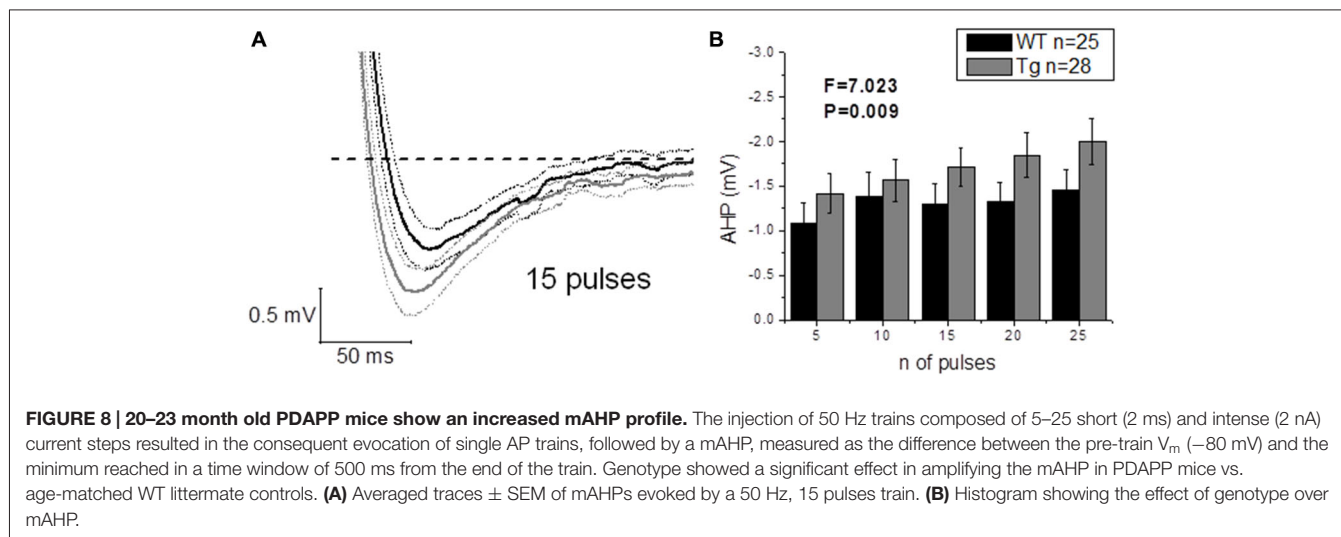 A
B
WT n=25
Tg n=28
F=7.023
P=0.009
-3.0
-2.5
-2.0
-1.5
-1.0
-0.5
0.0
AHP (mV)
5 10 15 20 25
n of pulses
15 pulses
0.5 mV
50 ms
FIGURE 8 | 20–23 month old PDAPP mice show an increased mAHP profile. The injection of 50 Hz trains composed of 5–25 short (2 ms) and intense (2 nA)
current steps resulted in the consequent evocation of single AP trains, followed by a mAHP, measured as the difference between the pre-train Vm (−80 mV) and the
minimum reached in a time window of 500 ms from the end of the train. Genotype showed a significant effect in amplifying the mAHP in PDAPP mice vs.
age-matched WT littermate controls. (A) Averaged traces ± SEM of mAHPs evoked by a 50 Hz, 15 pulses train. (B) Histogram showing the effect of genotype over
mAHP.